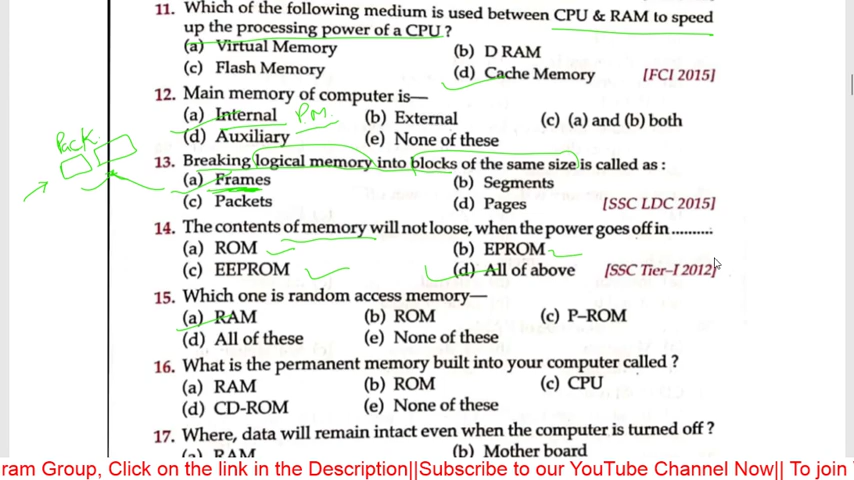 11. Which of the following medium is used between CPU & RAM to speed
up the processing power of a CPU ?
(a) Virtual Memory (b) D RAM
(c) Flash Memory (d) Cache Memory [FCI 2015]
12. Main memory of computer is—
(a) Internal P.M. (b) External (c) (a) and (b) both
(d) Auxiliary (e) None of these
Pack.
13. Breaking logical memory into blocks of the same size is called as :
(a) Frames (b) Segments
(c) Packets (d) Pages [SSC LDC 2015]
14. The contents of memory will not loose, when the power goes off in ..........
(a) ROM (b) EPROM
(c) EEPROM (d) All of above [SSC Tier–I 2012]
15. Which one is random access memory—
(a) RAM (b) ROM (c) P–ROM
(d) All of these (e) None of these
16. What is the permanent memory built into your computer called ?
(a) RAM (b) ROM (c) CPU
(d) CD-ROM (e) None of these
17. Where, data will remain intact even when the computer is turned off ?
(a) RAM (b) Mother board
ram Group, Click on the link in the Description||Subscribe to our YouTube Channel Now|| To join